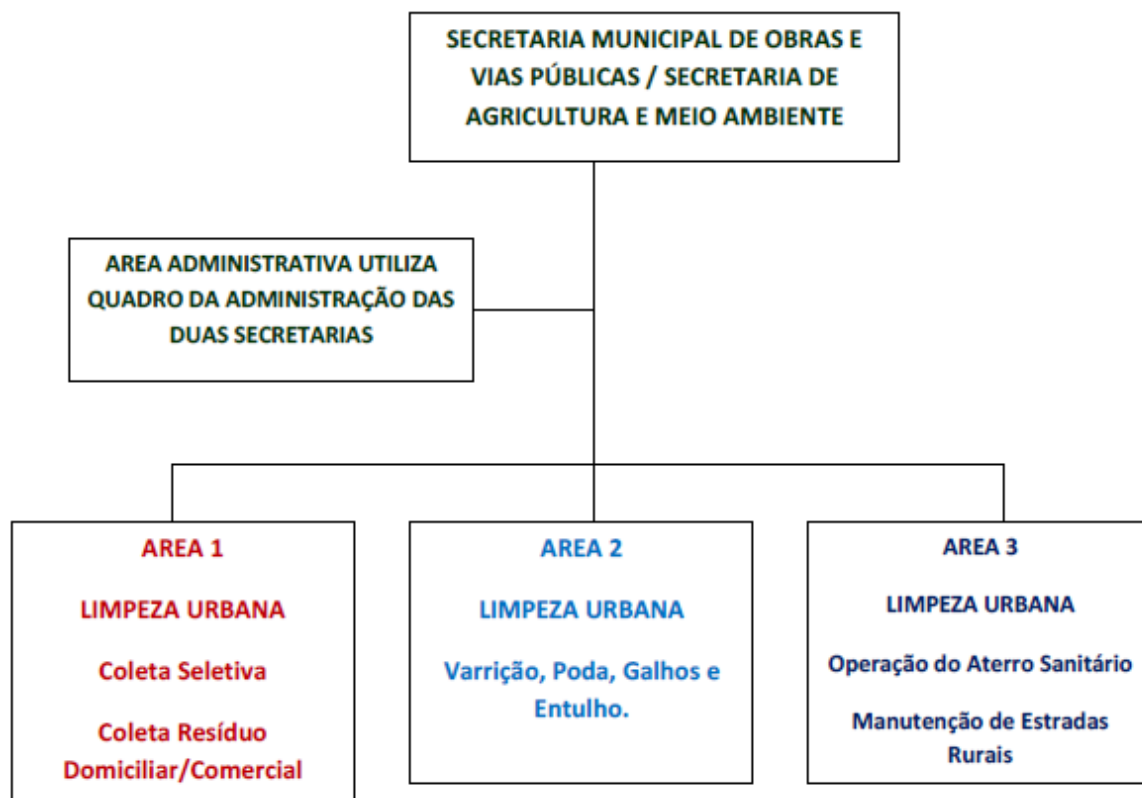 SECRETARIA MUNICIPAL DE OBRAS E
VIAS PÚBLICAS / SECRETARIA DE
AGRICULTURA E MEIO AMBIENTE
AREA ADMINISTRATIVA UTILIZA
QUADRO DA ADMINISTRAÇÃO DAS
DUAS SECRETARIAS
AREA 1
LIMPEZA URBANA
Coleta Seletiva
Coleta Resíduo
Domiciliar/Comercial
AREA 2
LIMPEZA URBANA
Varrição, Poda, Galhos e
Entulho.
AREA 3
LIMPEZA URBANA
Operação do Aterro Sanitário
Manutenção de Estradas
Rurais